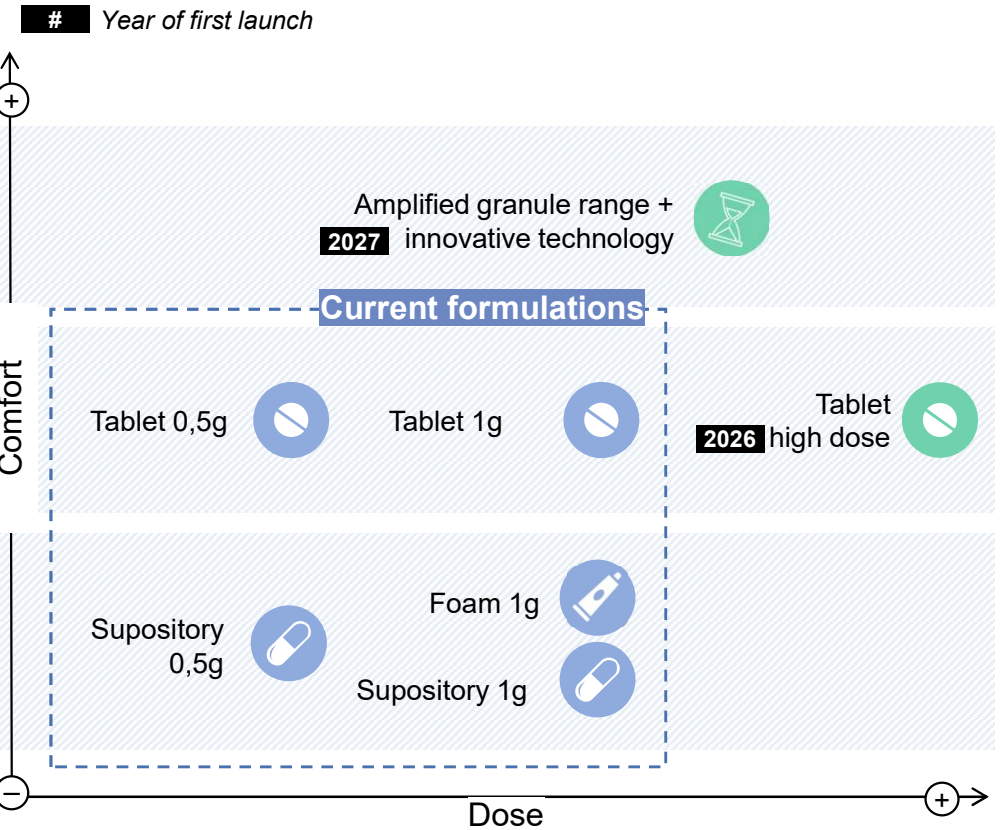 # Year of first launch
+
Amplified granule range +
2027 innovative technology
Current formulations
Comfort
Tablet 0,5g
Tablet 1g
Tablet
2026 high dose
Foam 1g
Supository
0,5g
Supository 1g
−
+
Dose